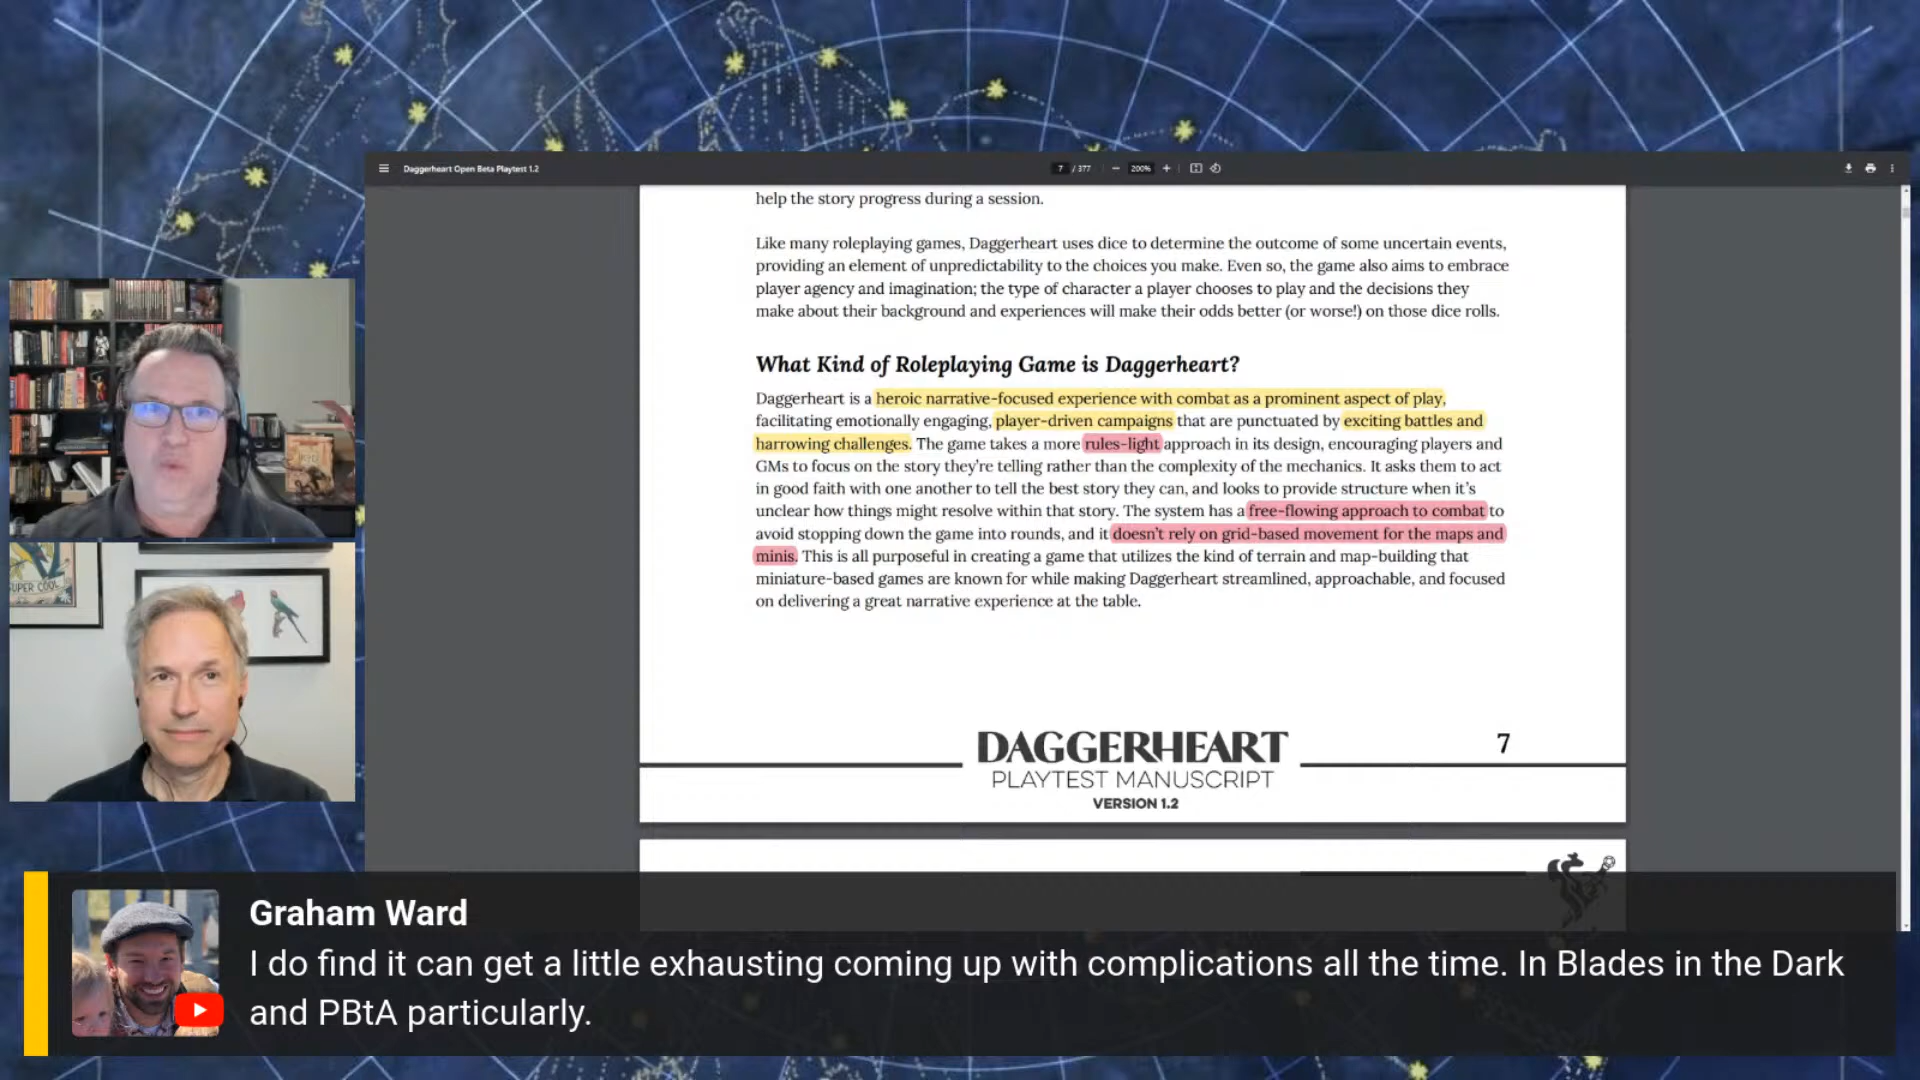 Daggerheart Open Beta Playtest 1.2
7 / 377
200%
help the story progress during a session.
Like many roleplaying games, Daggerheart uses dice to determine the outcome of some uncertain events,
providing an element of unpredictability to the choices you make. Even so, the game also aims to embrace
player agency and imagination; the type of character a player chooses to play and the decisions they
make about their background and experiences will make their odds better (or worse!) on those dice rolls.
What Kind of Roleplaying Game is Daggerheart?
Daggerheart is a heroic narrative-focused experience with combat as a prominent aspect of play,
facilitating emotionally engaging, player-driven campaigns that are punctuated by exciting battles and
harrowing challenges. The game takes a more rules-light approach in its design, encouraging players and
GMs to focus on the story they're telling rather than the complexity of the mechanics. It asks them to act
in good faith with one another to tell the best story they can, and looks to provide structure when it's
unclear how things might resolve within that story. The system has a free-flowing approach to combat to
avoid stopping down the game into rounds, and it doesn't rely on grid-based movement for the maps and
minis. This is all purposeful in creating a game that utilizes the kind of terrain and map-building that
miniature-based games are known for while making Daggerheart streamlined, approachable, and focused
on delivering a great narrative experience at the table.
DAGGERHEART
PLAYTEST MANUSCRIPT
VERSION 1.2
7
SUPER COOL
Graham Ward
I do find it can get a little exhausting coming up with complications all the time. In Blades in the Dark
and PBtA particularly.